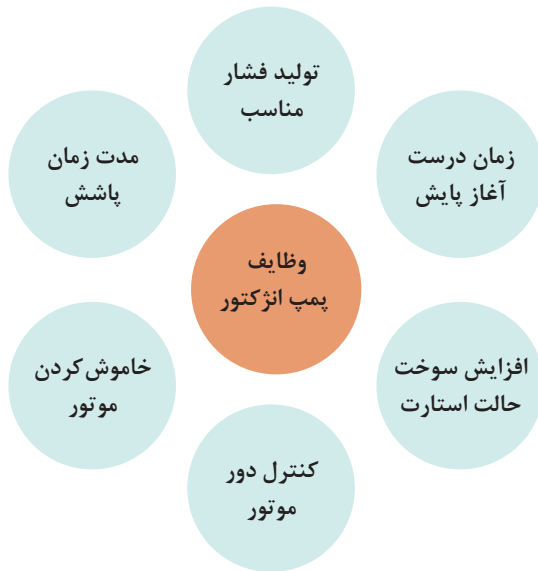 تولید فشار
مناسب
زمان درست
آغاز پایش
مدت زمان
پاشش
وظایف
پمپ انژکتور
افزایش سوخت
حالت استارت
خاموش کردن
موتور
کنترل دور
موتور